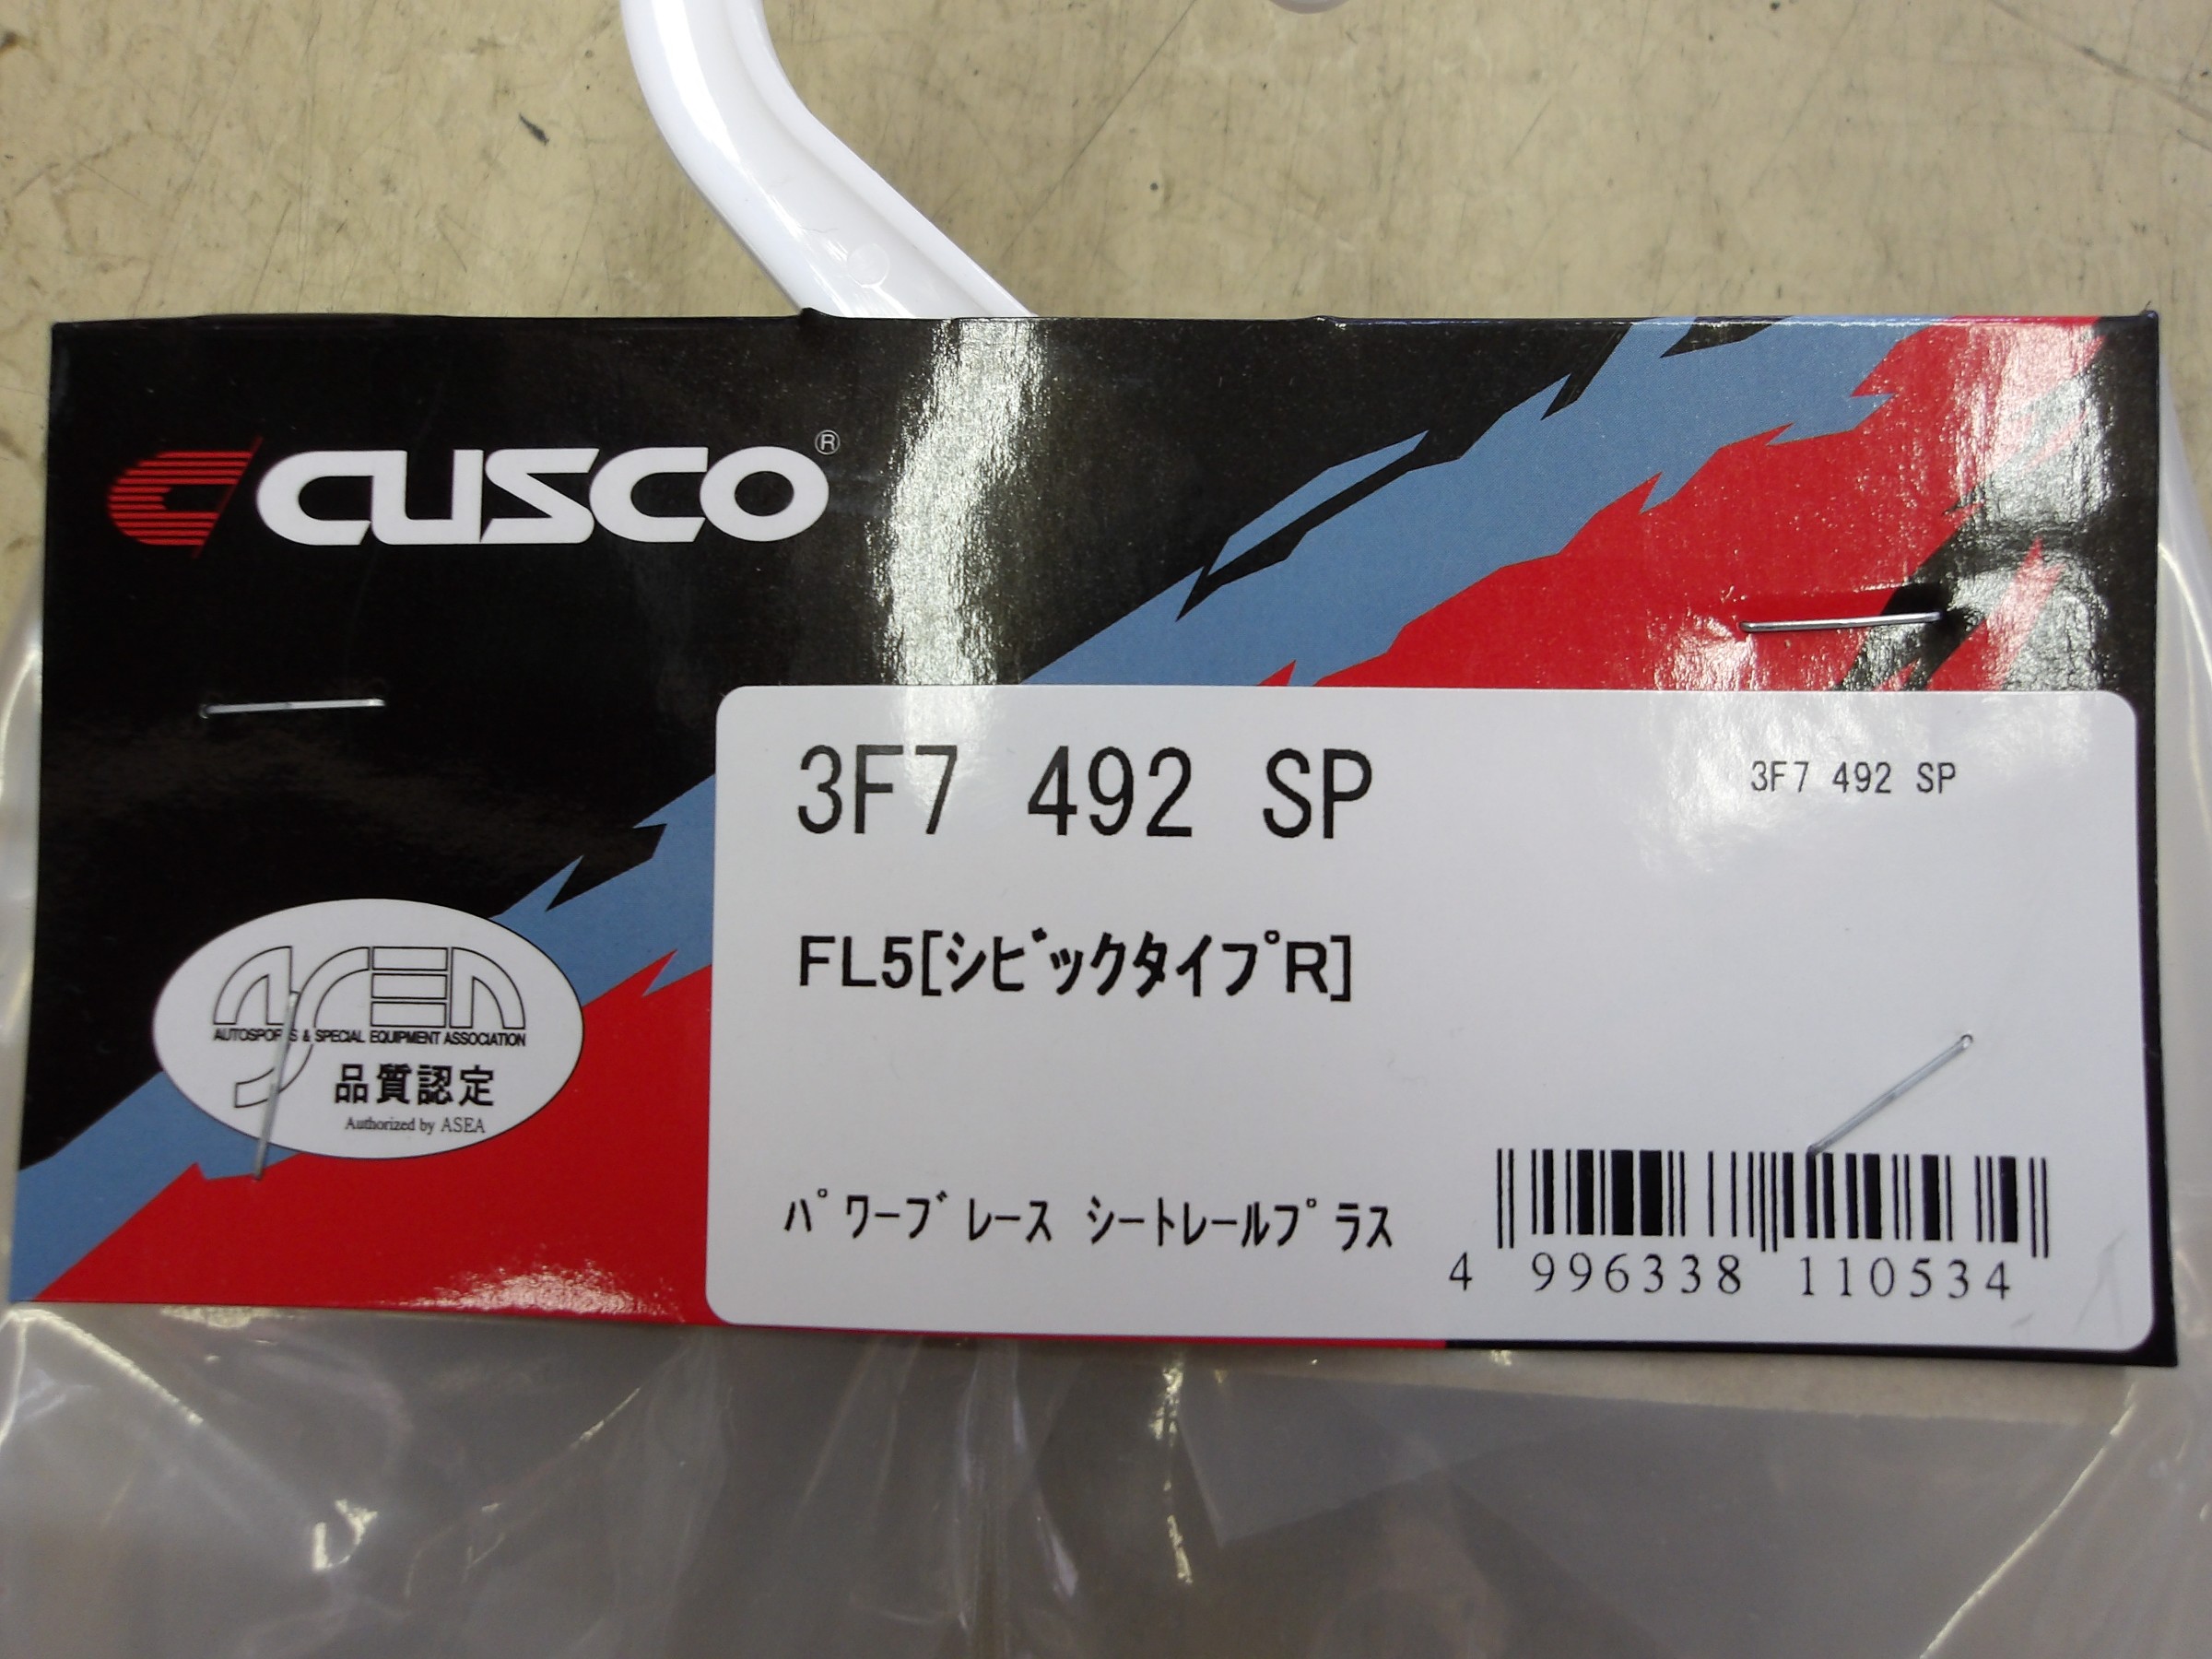 CUSCO®
3F7 492 SP
3F7 492 SP
FL5[ｼﾋﾞｯｸﾀｲﾌﾟR]
ASEA
AUTOSPORTS & SPECIAL EQUIPMENT ASSOCIATION
品質認定
Authorized by ASEA
ﾊﾟﾜｰﾌﾞﾚｰｽ ｼｰﾄﾚｰﾙﾌﾟﾗｽ
4 996338 110534